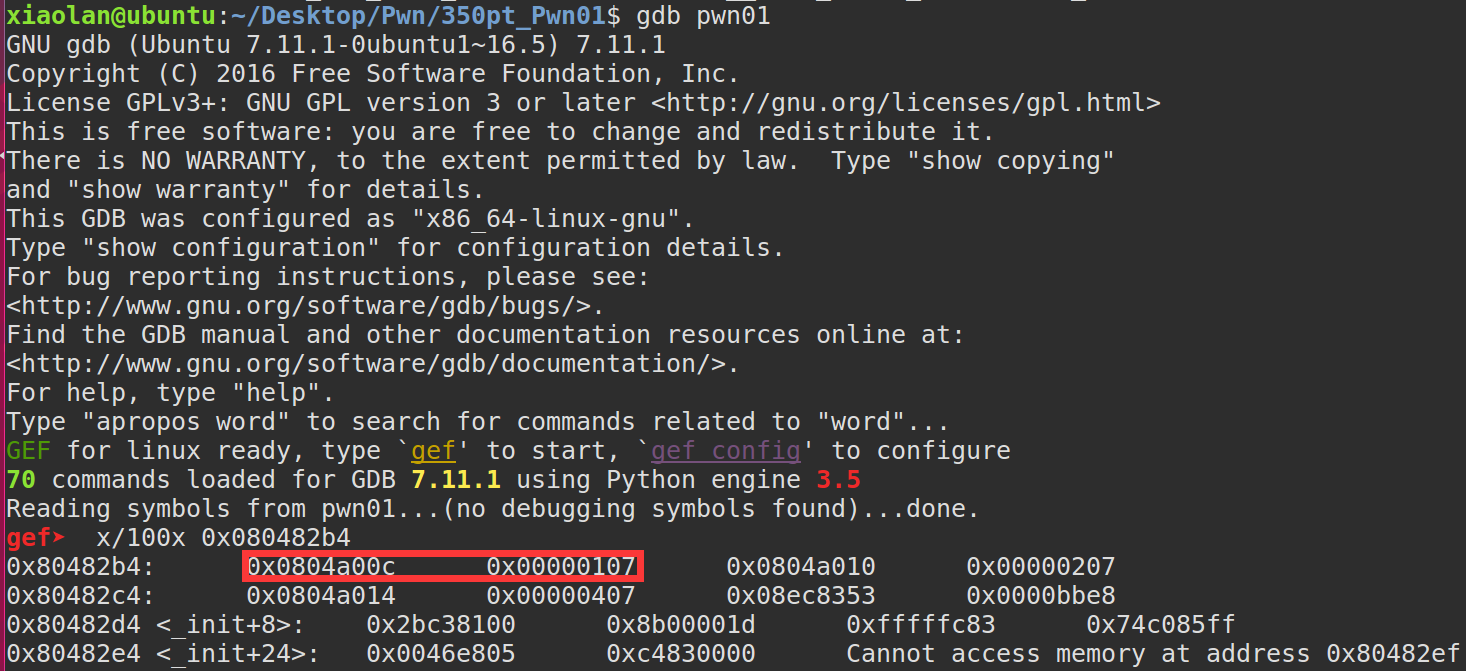 xiaolan@ubuntu:~/Desktop/Pwn/350pt_Pwn01$ gdb pwn01
GNU gdb (Ubuntu 7.11.1-0ubuntu1~16.5) 7.11.1
Copyright (C) 2016 Free Software Foundation, Inc.
License GPLv3+: GNU GPL version 3 or later <http://gnu.org/licenses/gpl.html>
This is free software: you are free to change and redistribute it.
There is NO WARRANTY, to the extent permitted by law.  Type "show copying"
and "show warranty" for details.
This GDB was configured as "x86_64-linux-gnu".
Type "show configuration" for configuration details.
For bug reporting instructions, please see:
<http://www.gnu.org/software/gdb/bugs/>.
Find the GDB manual and other documentation resources online at:
<http://www.gnu.org/software/gdb/documentation/>.
For help, type "help".
Type "apropos word" to search for commands related to "word"...
GEF for linux ready, type `gef' to start, `gef config' to configure
70 commands loaded for GDB 7.11.1 using Python engine 3.5
Reading symbols from pwn01...(no debugging symbols found)...done.
gef➤  x/100x 0x080482b4
0x80482b4:      0x0804a00c      0x00000107      0x0804a010      0x00000207
0x80482c4:      0x0804a014      0x00000407      0x08ec8353      0x0000bbe8
0x80482d4 <_init+8>:    0x2bc38100      0x8b00001d      0xfffffc83      0x74c085ff
0x80482e4 <_init+24>:   0x0046e805      0xc4830000      Cannot access memory at address 0x80482ef